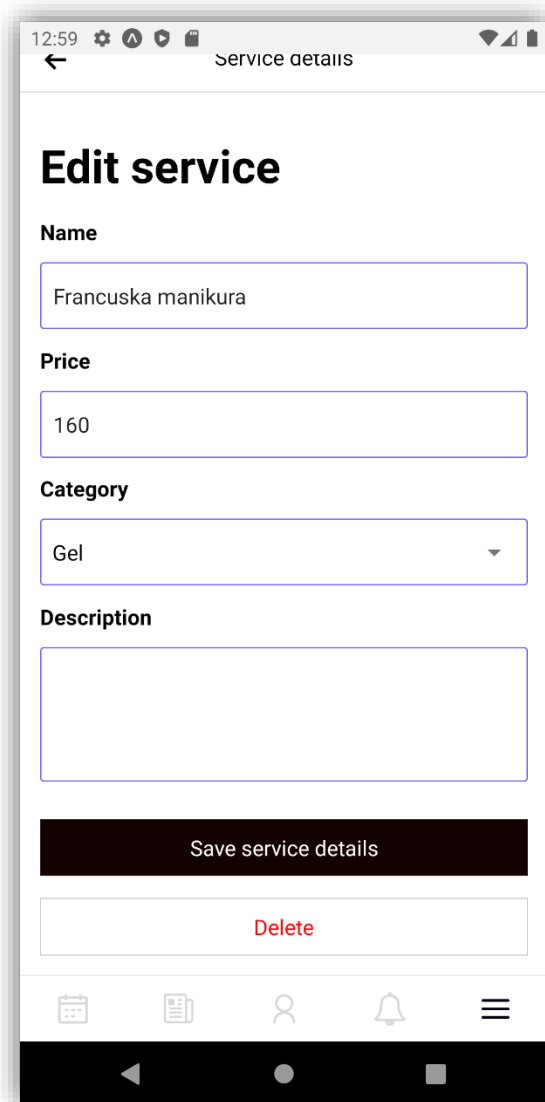 12:59
Service details
Edit service
Name
Francuska manikura
Price
160
Category
Gel
Description
Save service details
Delete